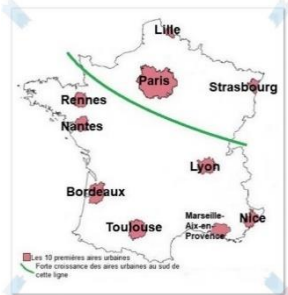 Lille
Paris
Strasbourg
Rennes
Nantes
Lyon
Bordeaux
Toulouse
Marseille-
Aix-en-
Provence
Nice
Les 10 premières aires urbaines
Forte croissance des aires urbaines au sud de
cette ligne